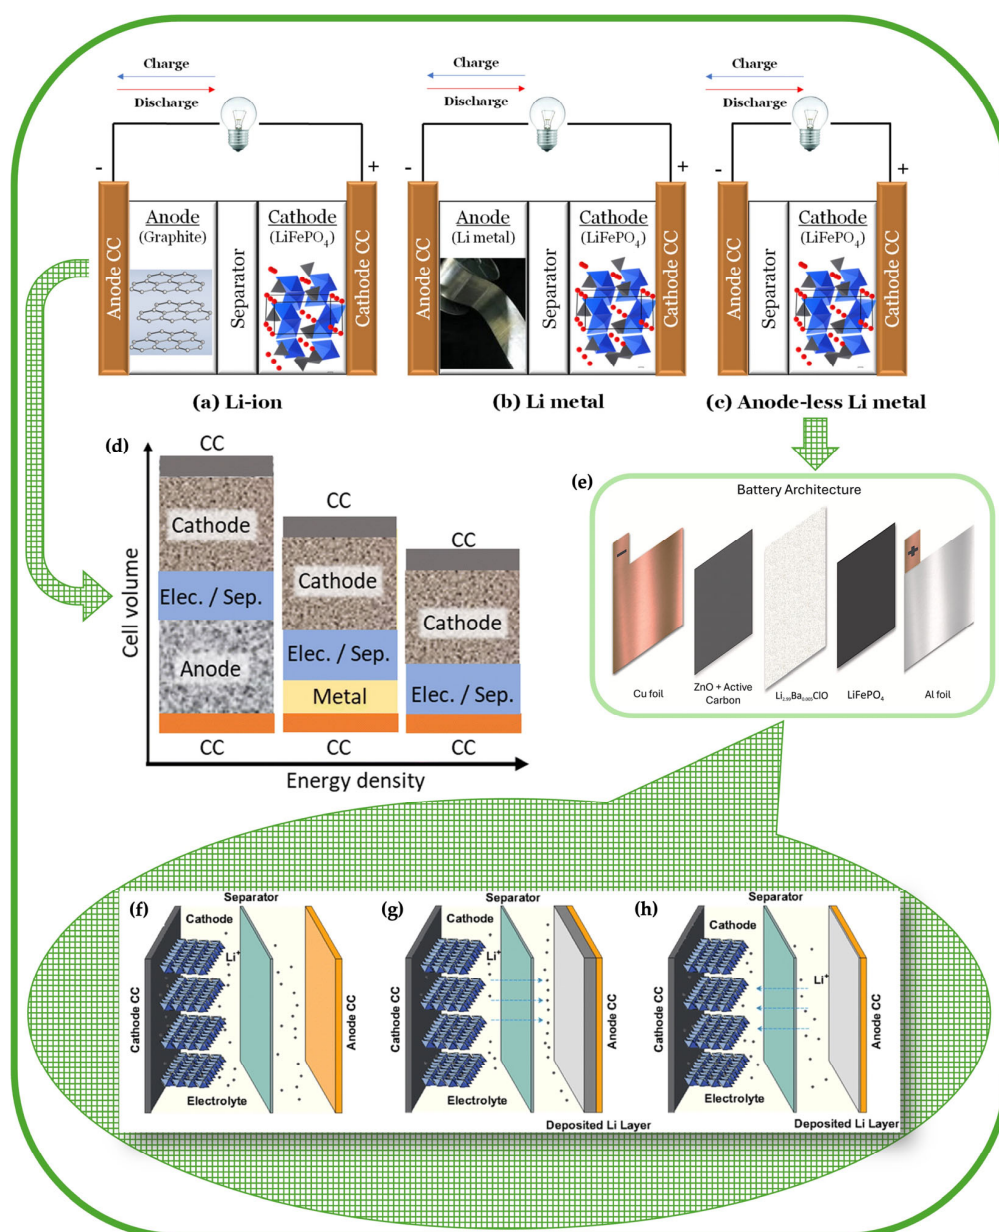 Charge
Discharge
-
+
Anode CC
Anode
(Graphite)
Separator
Cathode
(LiFePO₄)
Cathode CC
(a) Li-ion
Charge
Discharge
-
+
Anode CC
Anode
(Li metal)
Separator
Cathode
(LiFePO₄)
Cathode CC
(b) Li metal
Charge
Discharge
-
+
Anode CC
Separator
Cathode
(LiFePO₄)
Anode CC
(c) Anode-less Li metal
(d)
Cell volume
CC
Cathode
Elec. / Sep.
Anode
CC
CC
Cathode
Elec. / Sep.
Metal
CC
CC
Cathode
Elec. / Sep.
CC
Energy density
(e)
Battery Architecture
−
+
Cu foil
ZnO + Active
Carbon
Li₂.₉₉Ba₀.₀₀₅ClO
LiFePO₄
Al foil
(f)
Separator
Cathode
Li⁺
Cathode CC
Anode CC
Electrolyte
(g)
Separator
Cathode
Li⁺
Cathode CC
Anode CC
Electrolyte
Deposited Li Layer
(h)
Separator
Cathode
Li⁺
Cathode CC
Anode CC
Electrolyte
Deposited Li Layer